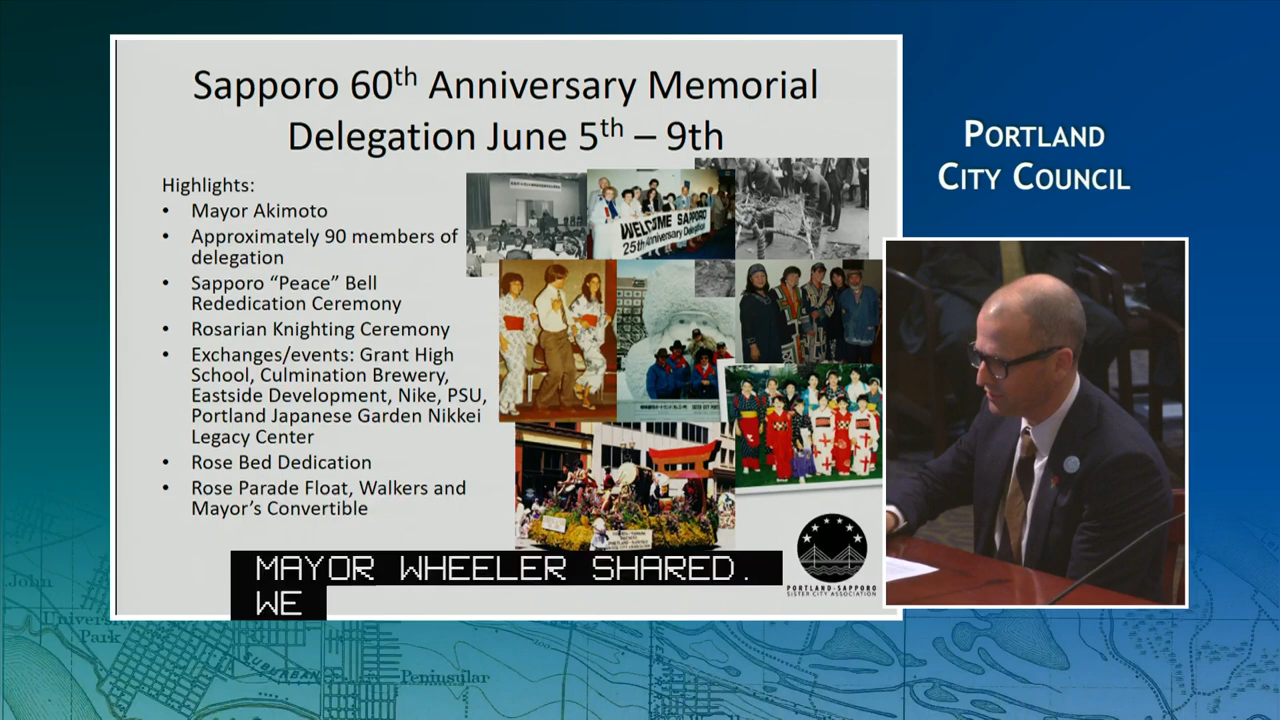 Sapporo 60th Anniversary Memorial
Delegation June 5th – 9th
Highlights:
• Mayor Akimoto
• Approximately 90 members of
delegation
• Sapporo “Peace” Bell
Rededication Ceremony
• Rosarian Knighting Ceremony
• Exchanges/events: Grant High
School, Culmination Brewery,
Eastside Development, Nike, PSU,
Portland Japanese Garden Nikkei
Legacy Center
• Rose Bed Dedication
• Rose Parade Float, Walkers and
Mayor’s Convertible
WELCOME SAPPORO
25th Anniversary Delegation
PORTLAND-SAPPORO
SISTER CITY ASSOCIATION
MAYOR WHEELER SHARED.
WE
PORTLAND
CITY COUNCIL
John
University
Park
SUBURBAN
Peninsular